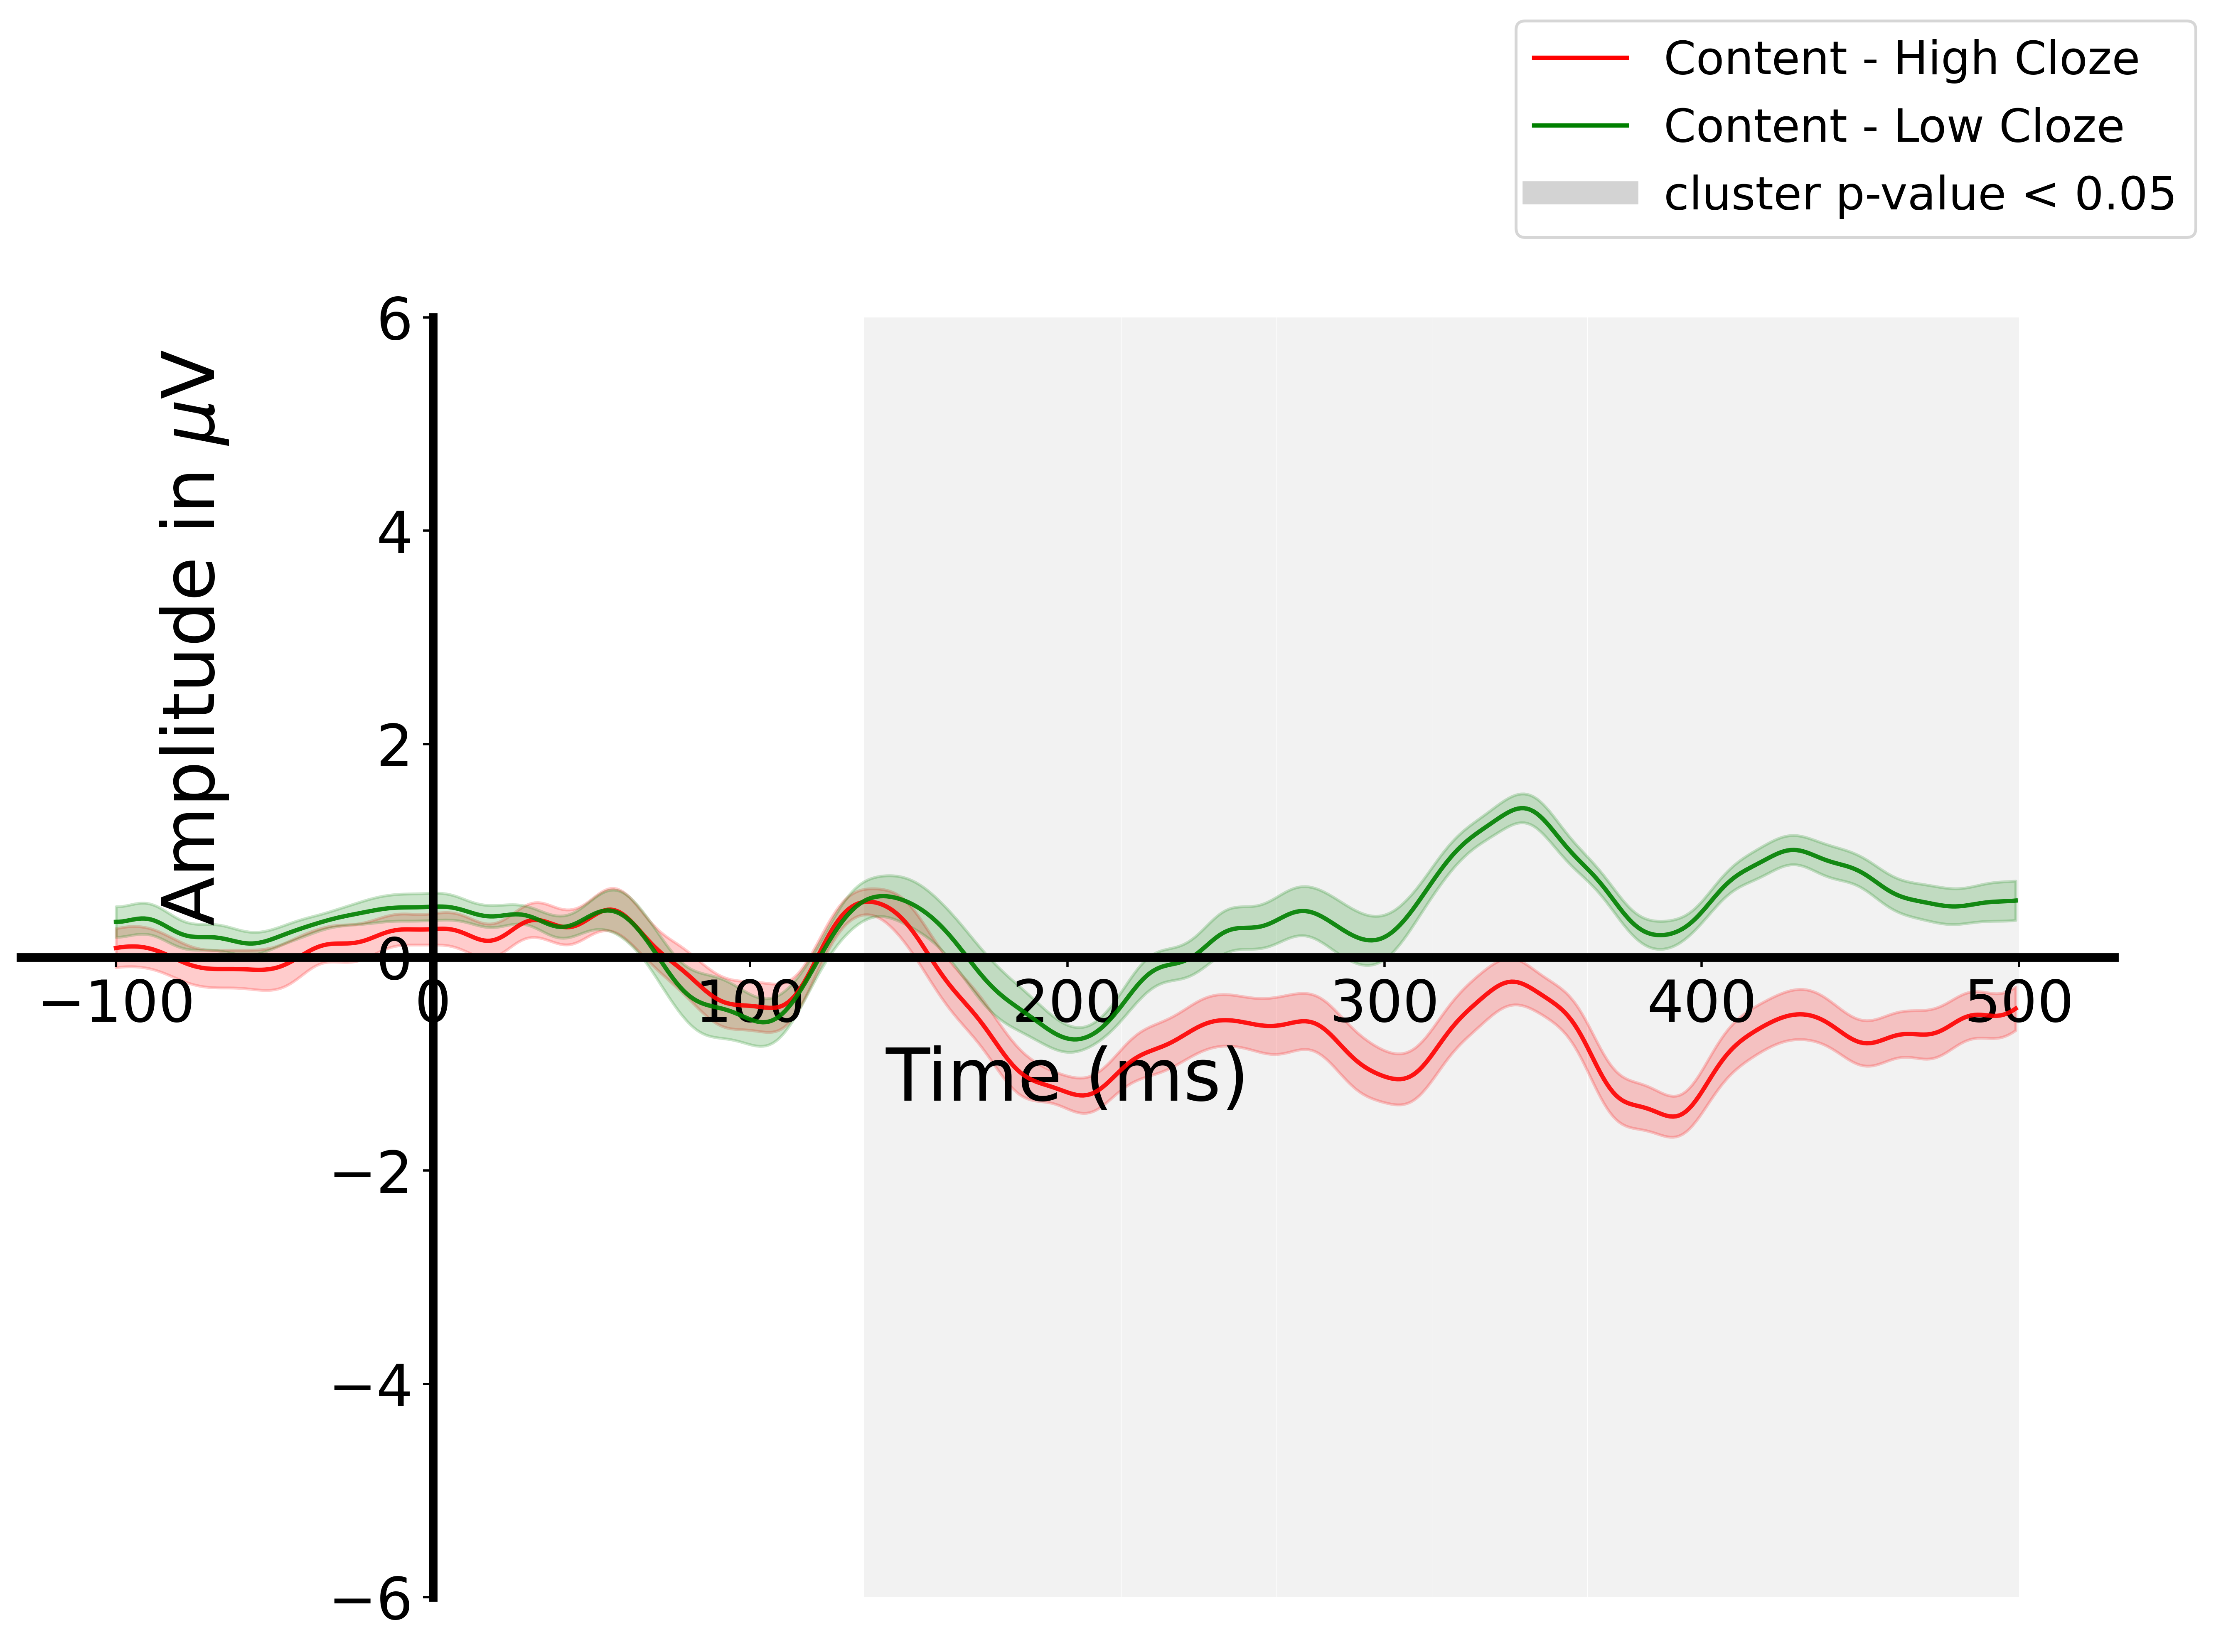 Content - High Cloze
Content - Low Cloze
cluster p-value < 0.05
Amplitude in µV
6
4
2
0
−2
−4
−6
−100
0
100
200
300
400
500
Time (ms)